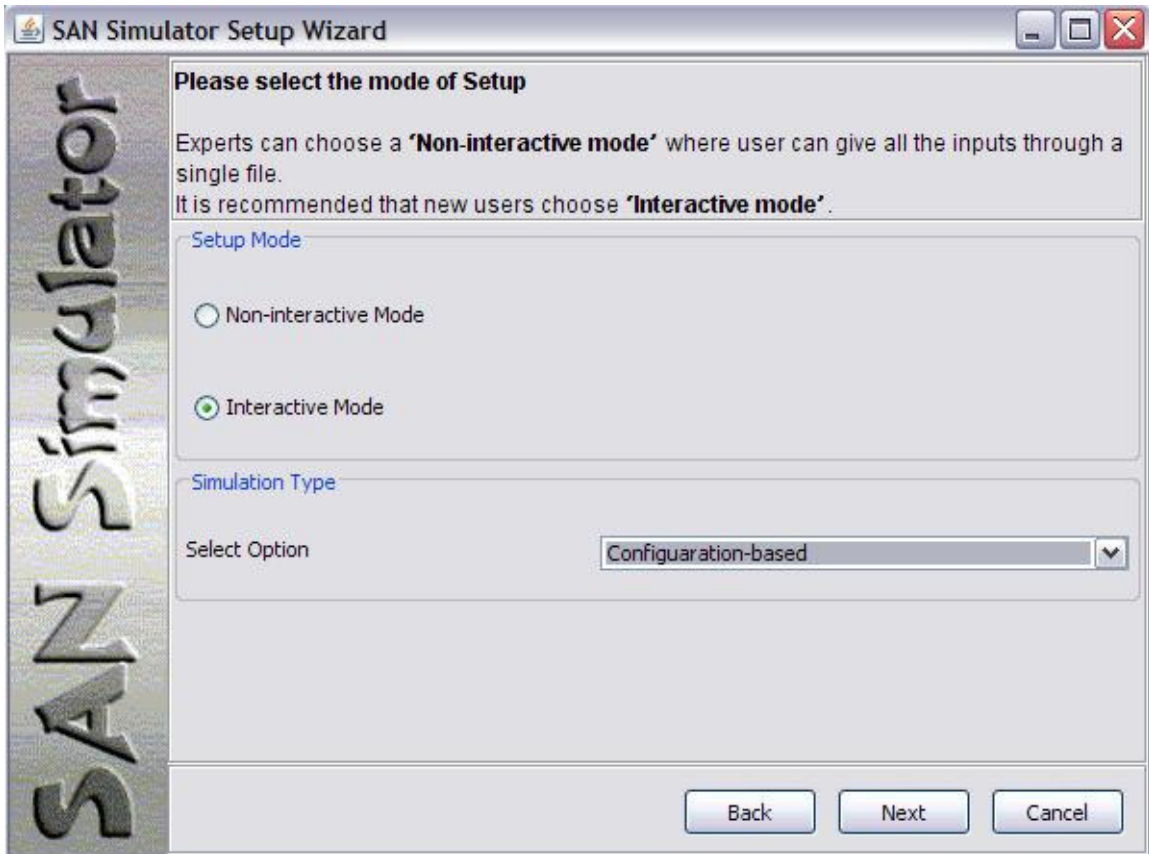 SAN Simulator Setup Wizard
SAN Simulator
Please select the mode of Setup
Experts can choose a ‘Non-interactive mode’ where user can give all the inputs through a
single file.
It is recommended that new users choose ‘Interactive mode’.
Setup Mode
Non-interactive Mode
Interactive Mode
Simulation Type
Select Option
Configuaration-based
Back
Next
Cancel